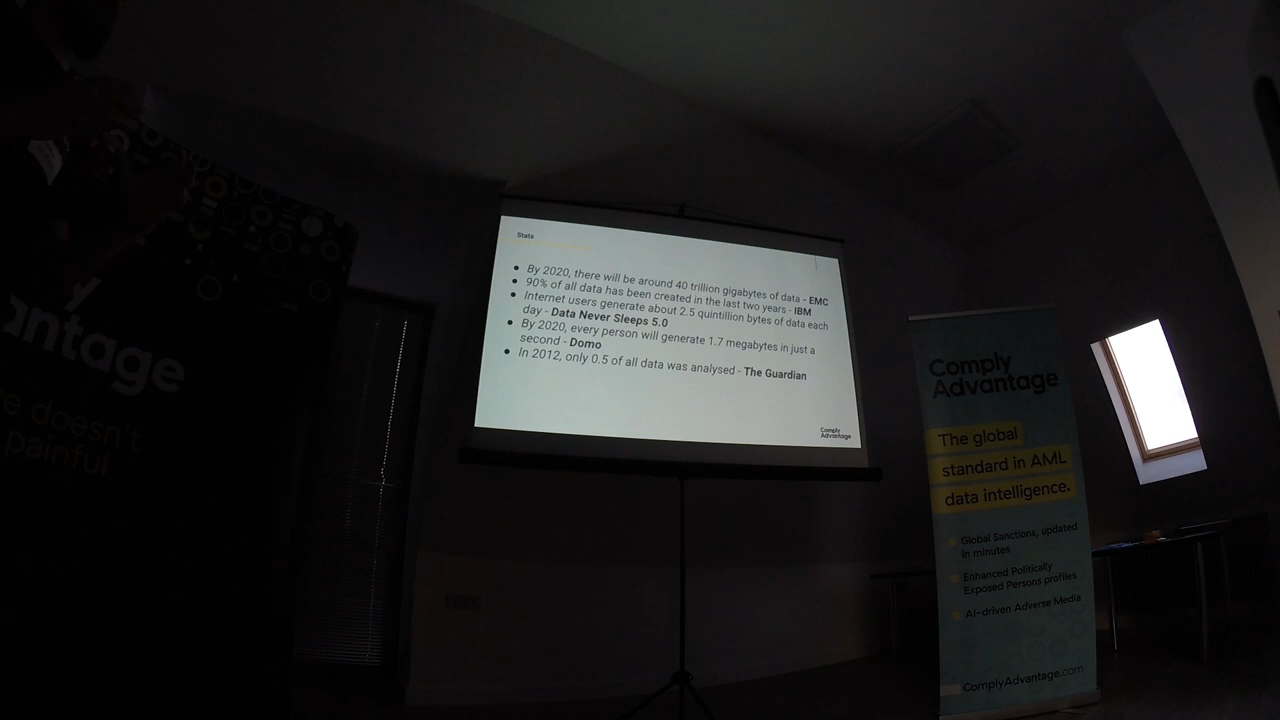 Stats
By 2020, there will be around 40 trillion gigabytes of data - EMC
90% of all data has been created in the last two years - IBM
Internet users generate about 2.5 quintillion bytes of data each
day - Data Never Sleeps 5.0
By 2020, every person will generate 1.7 megabytes in just a
second - Domo
In 2012, only 0.5 of all data was analysed - The Guardian
Comply
Advantage
y
antage
e doesn't
painful
Comply
Advantage
The global
standard in AML
data intelligence.
Global Sanctions, updated
in minutes
Enhanced Politically
Exposed Persons profiles
AI-driven Adverse Media
ComplyAdvantage.com